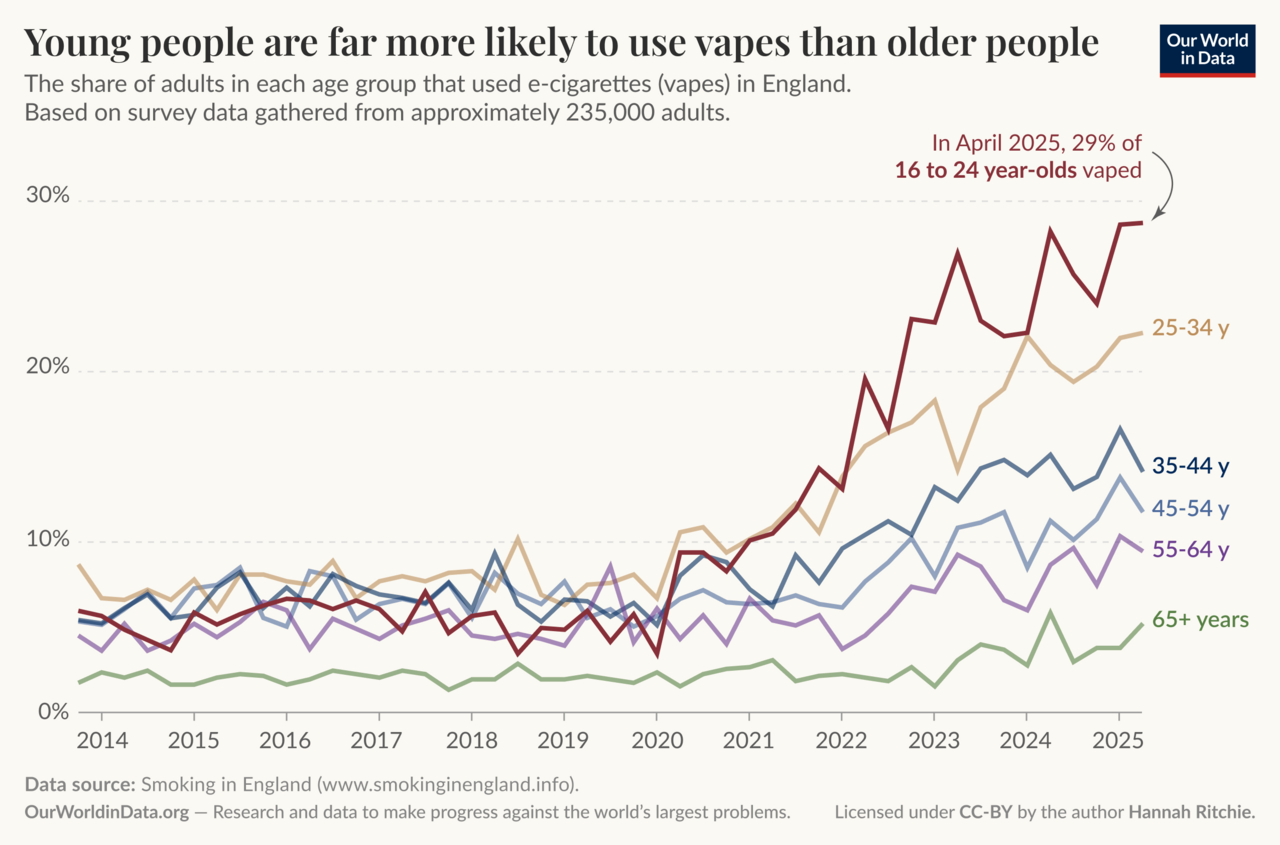 Young people are far more likely to use vapes than older people
Our World
in Data
The share of adults in each age group that used e-cigarettes (vapes) in England.
Based on survey data gathered from approximately 235,000 adults.
In April 2025, 29% of
16 to 24 year-olds vaped
30%
25-34 y
20%
35-44 y
45-54 y
10%
55-64 y
65+ years
0%
2014 2015 2016 2017 2018 2019 2020 2021 2022 2023 2024 2025
Data source: Smoking in England (www.smokinginengland.info).
OurWorldinData.org — Research and data to make progress against the world's largest problems.
Licensed under CC-BY by the author Hannah Ritchie.